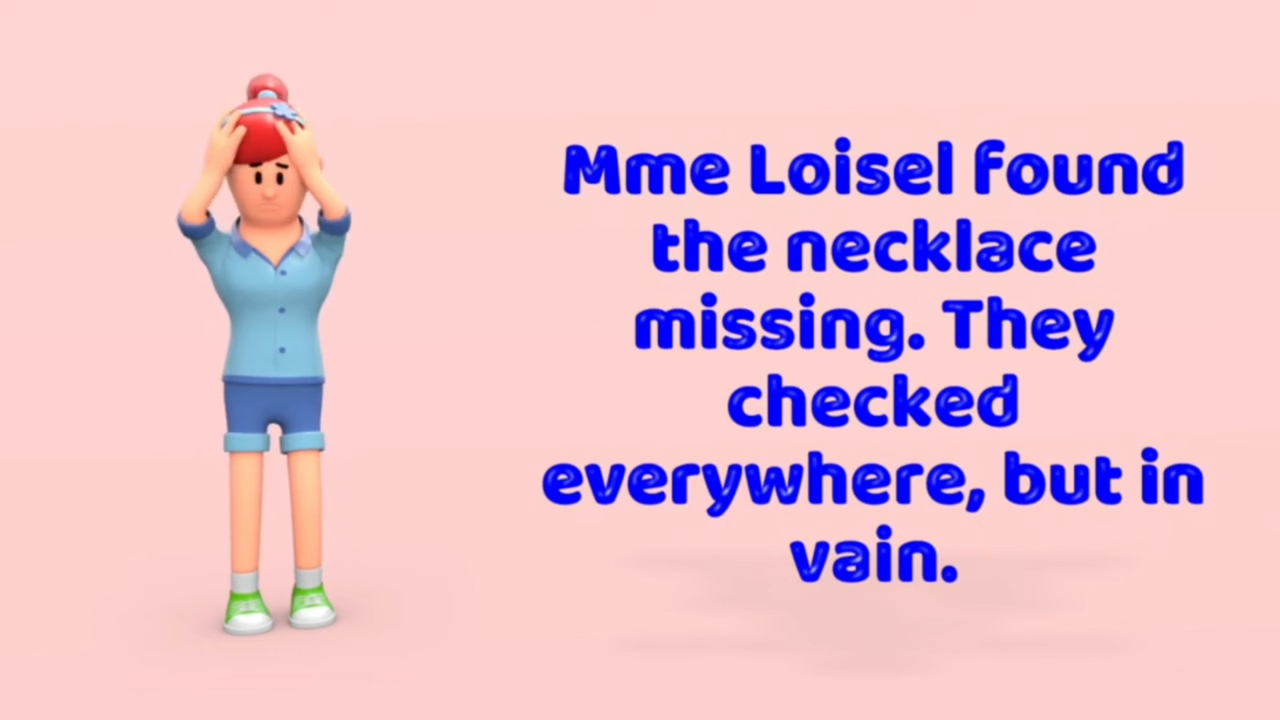 Mme Loisel found
the necklace
missing. They
checked
everywhere, but in
vain.